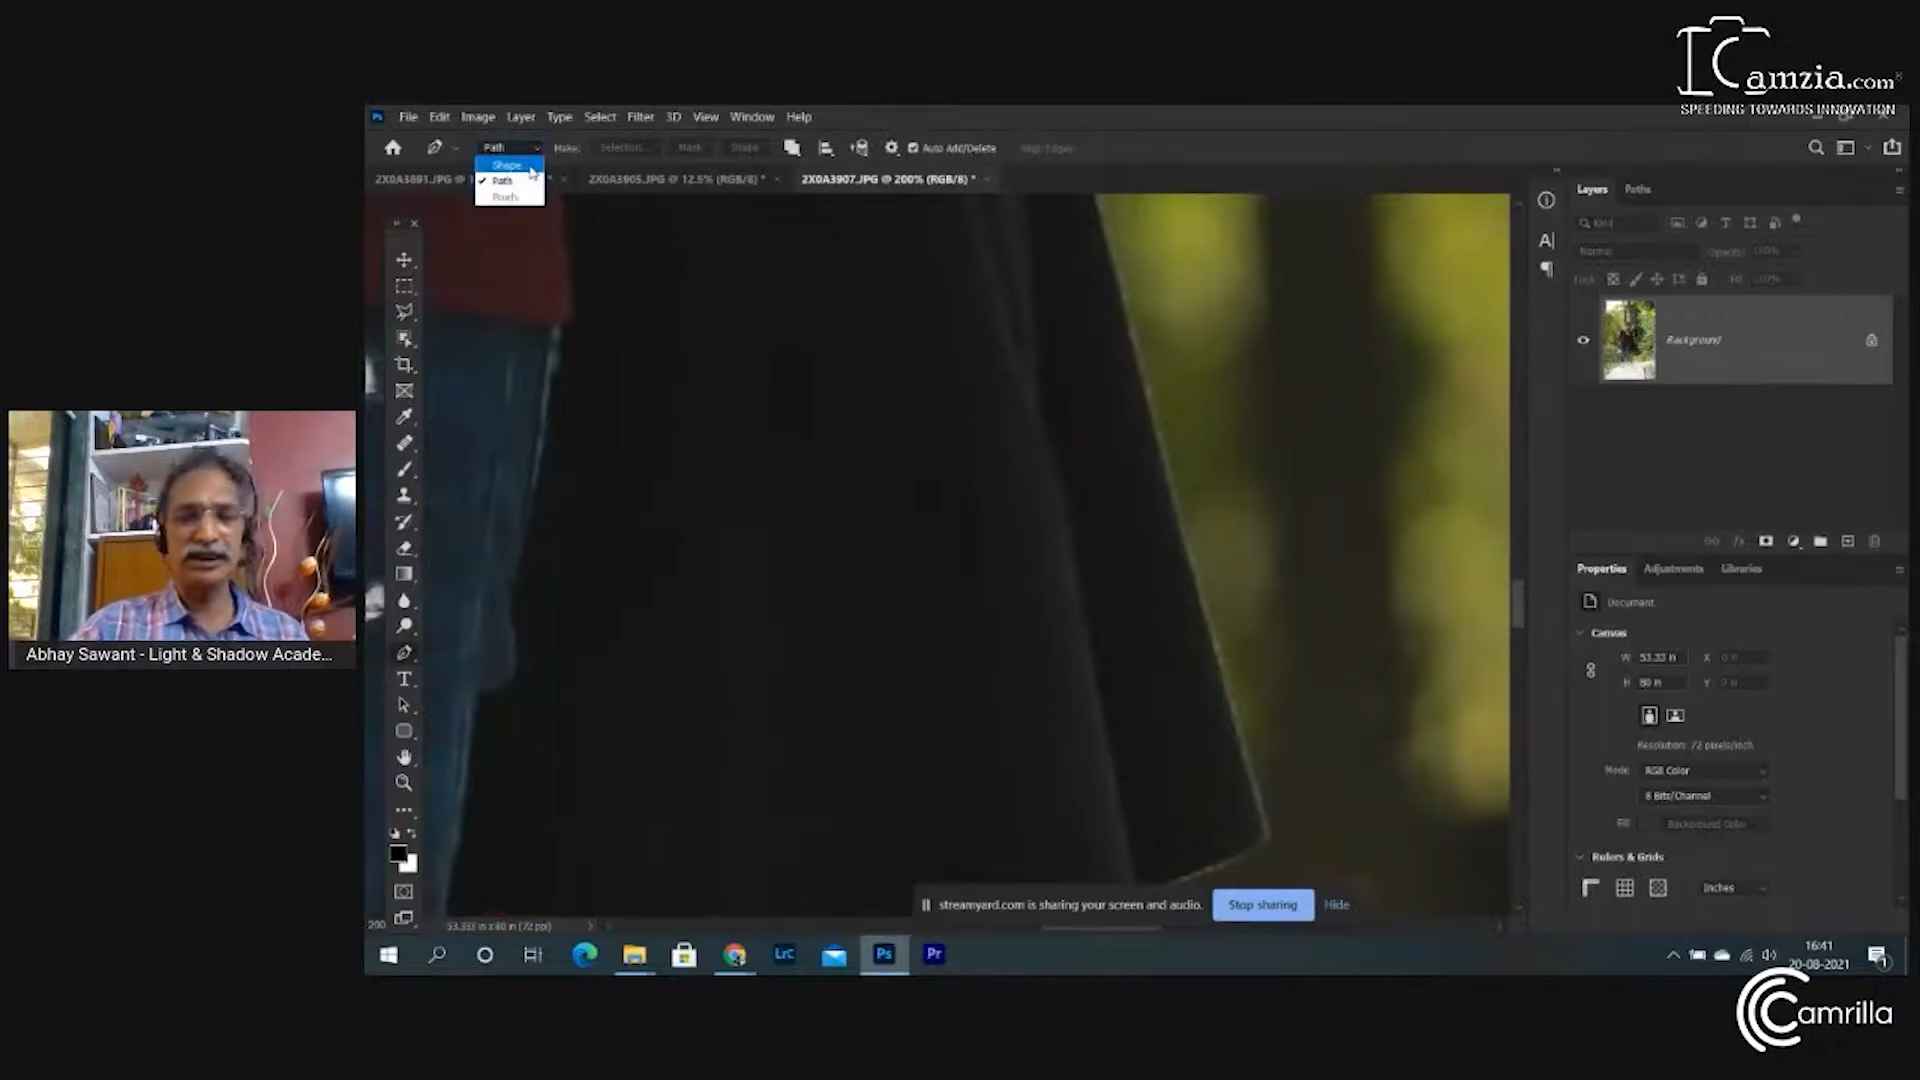 Camzia.com
SPEEDING TOWARDS INNOVATION
Ps File Edit Image Layer Type Select Filter 3D View Window Help
Path Make: Selection... Mask Shape Auto Add/Delete Align Edges
Shape
Path
Pixels
2X0A3891.JPG @ 1 * × 2X0A3905.JPG @ 12.5% (RGB/8) * × 2X0A3907.JPG @ 200% (RGB/8) * ×
Layers Paths
Kind
Normal Opacity: 100%
Lock: Fill: 100%
Background
Properties Adjustments Libraries
Document
Canvas
W 53.33 in X 0 in
H 80 in Y 0 in
Resolution: 72 pixels/inch
Mode RGB Color
8 Bits/Channel
Fill Background Color
Rulers & Grids
Inches
Abhay Sawant - Light & Shadow Acade...
streamyard.com is sharing your screen and audio. Stop sharing Hide
200 53.333 in x 80 in (72 ppi)
LrC Ps Pr
16:41
20-08-2021
1
Camrilla